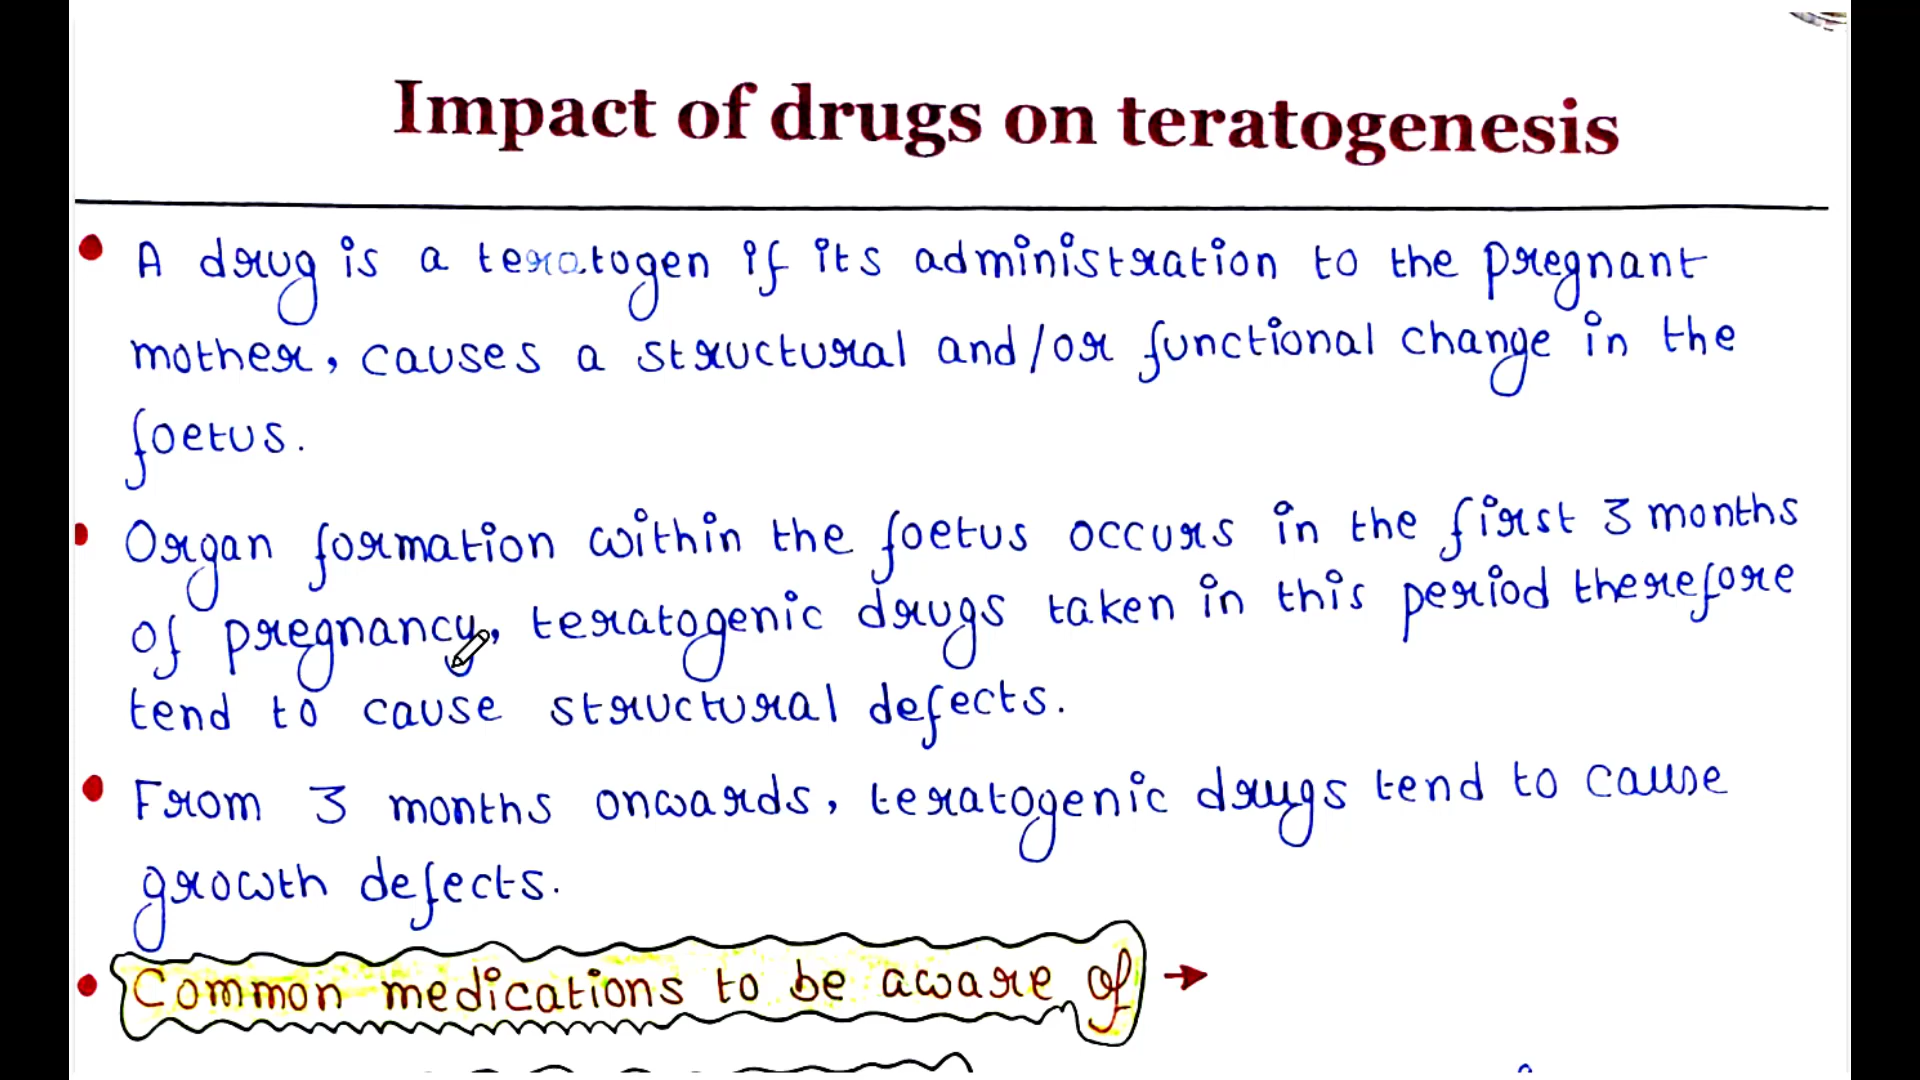 Impact of drugs on teratogenesis
A drug is a teratogen if its administration to the pregnant
mother, causes a structural and/or functional change in the
foetus.
Organ formation within the foetus occurs in the first 3 months
of pregnancy, teratogenic drugs taken in this period therefore
tend to cause structural defects.
From 3 months onwards, teratogenic drugs tend to cause
growth defects.
Common medications to be aware of →